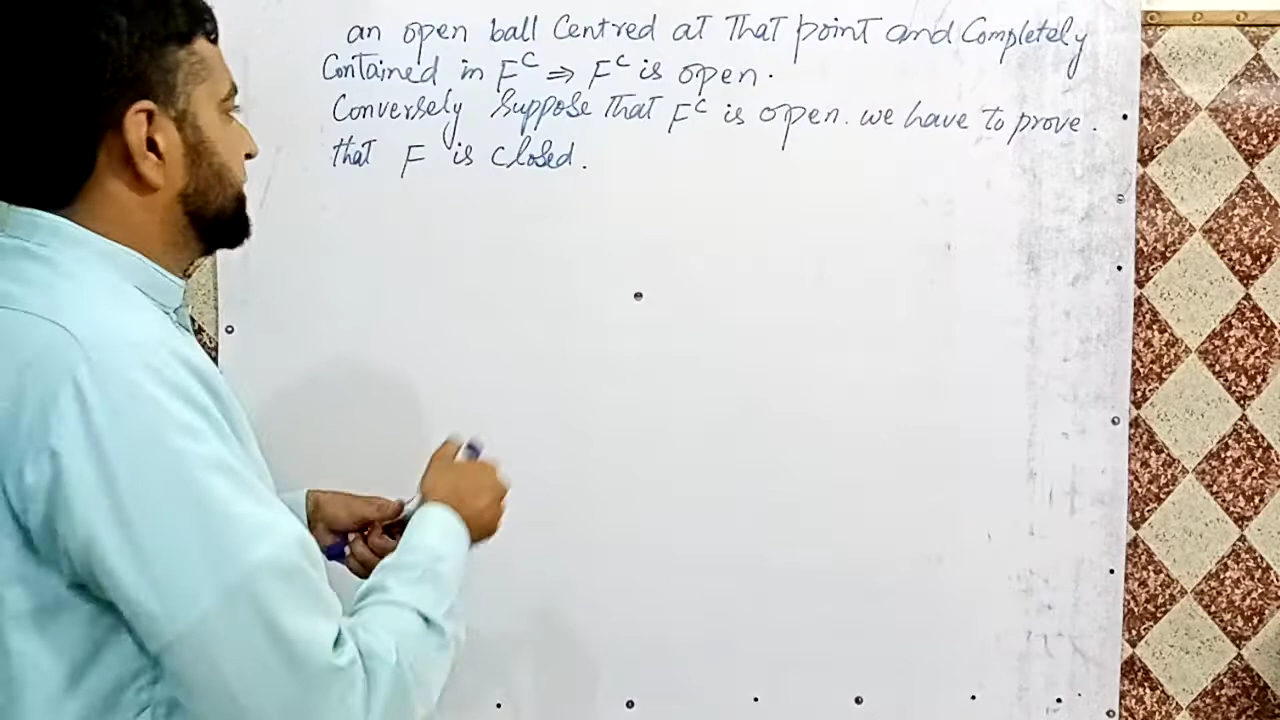 an open ball Centred at That point and Completely
Contained in F^c ⇒ F^c is open.
Conversely Suppose That F^c is open. we have to prove.
that F is closed.